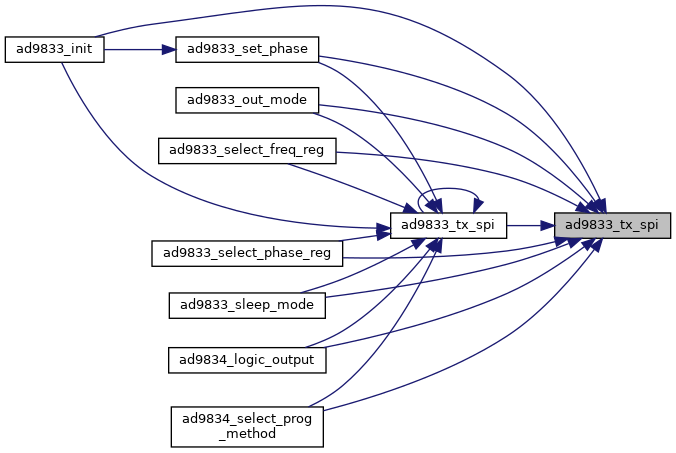 ad9833_init
ad9833_set_phase
ad9833_out_mode
ad9833_select_freq_reg
ad9833_tx_spi
ad9833_tx_spi
ad9833_select_phase_reg
ad9833_sleep_mode
ad9834_logic_output
ad9834_select_prog
_method